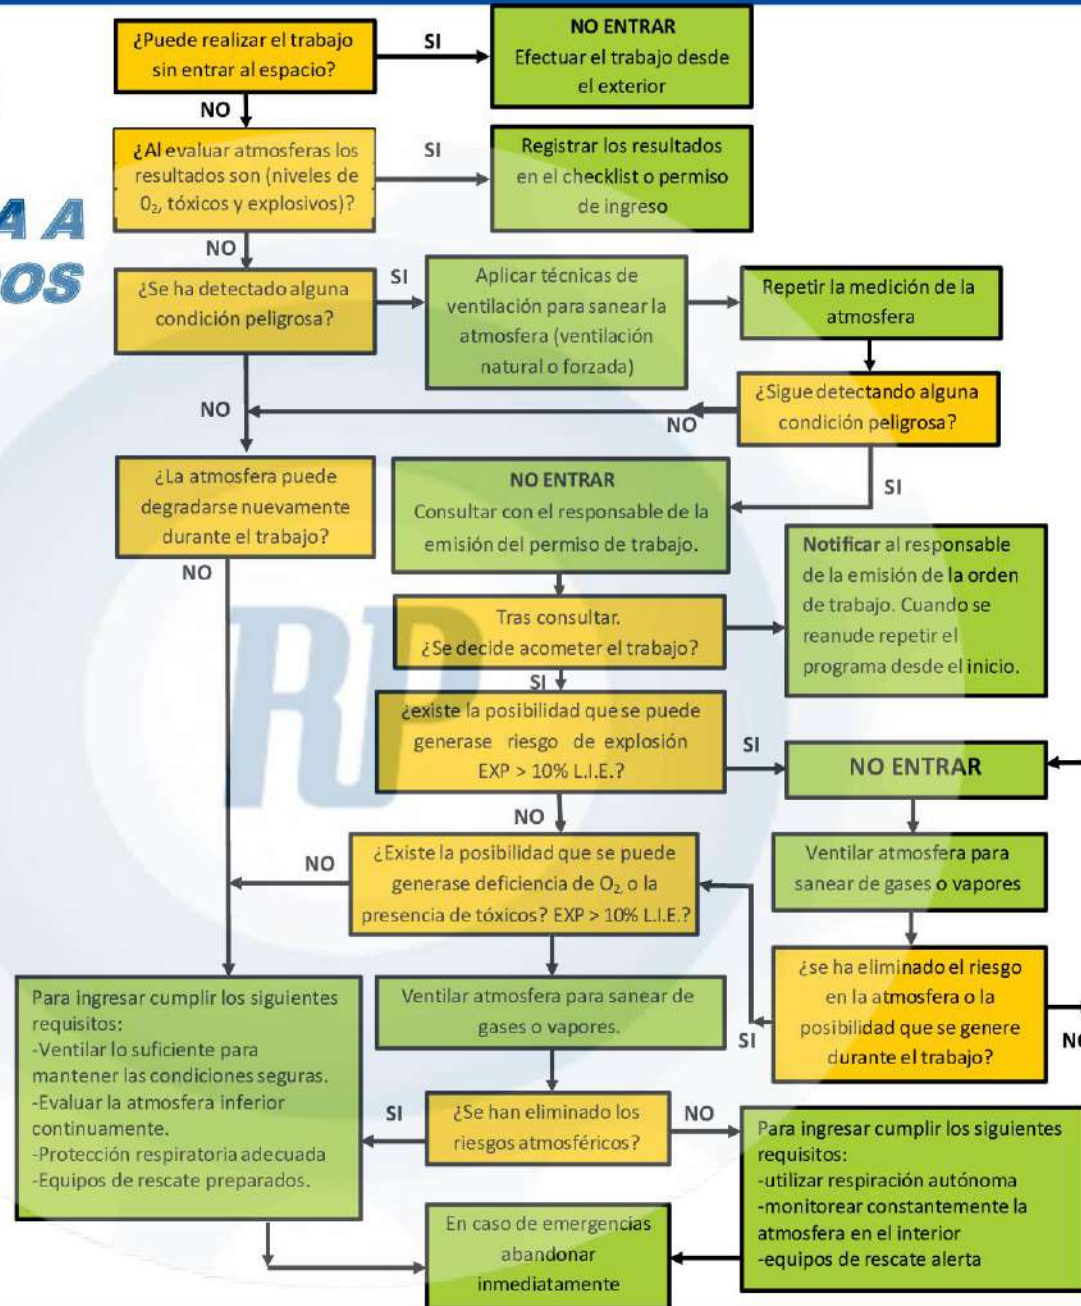 ¿Puede realizar el trabajo
sin entrar al espacio?
SI
NO ENTRAR
Efectuar el trabajo desde
el exterior
NO
¿Al evaluar atmosferas los
resultados son (niveles de
0₂, tóxicos y explosivos)?
SI
Registrar los resultados
en el checklist o permiso
de ingreso
A A
OS
NO
¿Se ha detectado alguna
condición peligrosa?
SI
Aplicar técnicas de
ventilación para sanear la
atmosfera (ventilación
natural o forzada)
Repetir la medición de la
atmosfera
NO
¿Sigue detectando alguna
condición peligrosa?
NO
SI
¿La atmosfera puede
degradarse nuevamente
durante el trabajo?
NO
NO ENTRAR
Consultar con el responsable de la
emisión del permiso de trabajo.
Notificar al responsable
de la emisión de la orden
de trabajo. Cuando se
reanude repetir el
programa desde el inicio.
Tras consultar.
¿Se decide acometer el trabajo?
SI
RP
¿existe la posibilidad que se puede
generase riesgo de explosión
EXP > 10% L.I.E.?
SI
NO ENTRAR
NO
¿Existe la posibilidad que se puede
generase deficiencia de O₂, o la
presencia de tóxicos? EXP > 10% L.I.E.?
NO
Ventilar atmosfera para
sanear de gases o vapores
¿se ha eliminado el riesgo
en la atmosfera o la
posibilidad que se genere
durante el trabajo?
SI
NO
Ventilar atmosfera para sanear de
gases o vapores.
Para ingresar cumplir los siguientes
requisitos:
-Ventilar lo suficiente para
mantener las condiciones seguras.
-Evaluar la atmosfera inferior
continuamente.
-Protección respiratoria adecuada
-Equipos de rescate preparados.
SI
¿Se han eliminado los
riesgos atmosféricos?
NO
Para ingresar cumplir los siguientes
requisitos:
-utilizar respiración autónoma
-monitorear constantemente la
atmosfera en el interior
-equipos de rescate alerta
En caso de emergencias
abandonar
inmediatamente